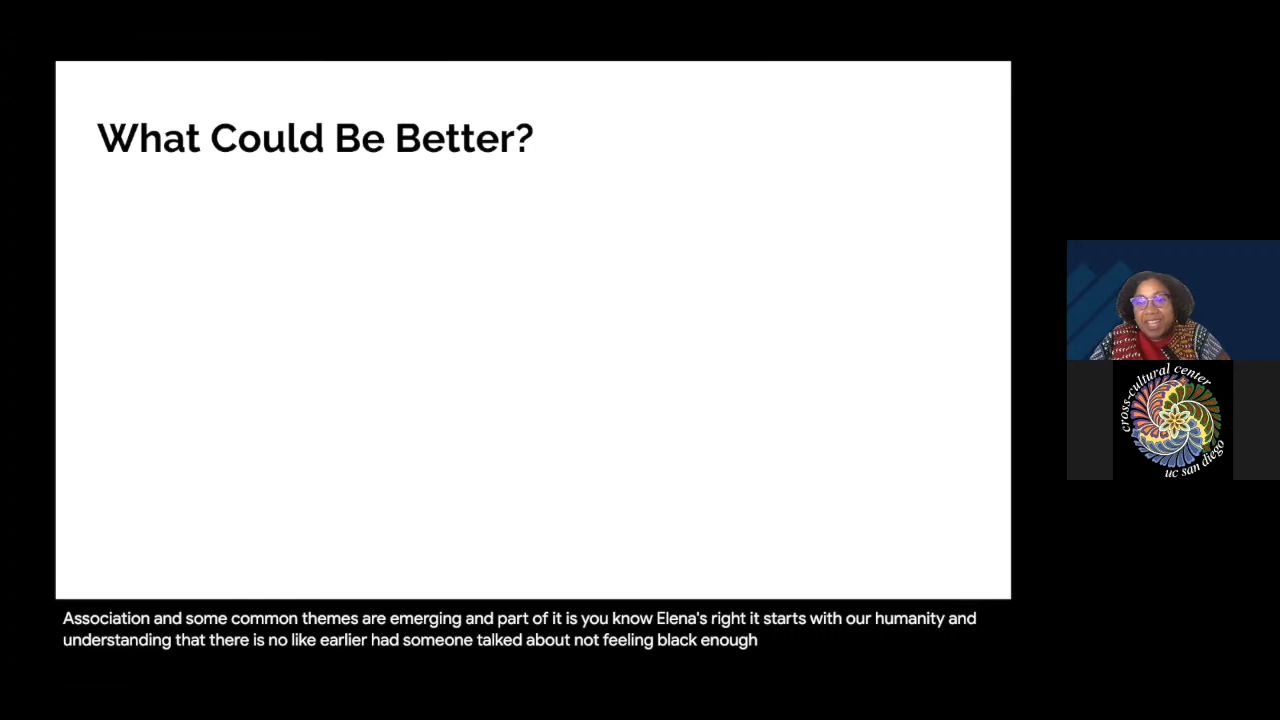 What Could Be Better?
cross-cultural center
uc san diego
Association and some common themes are emerging and part of it is you know Elena's right it starts with our humanity and
understanding that there is no like earlier had someone talked about not feeling black enough